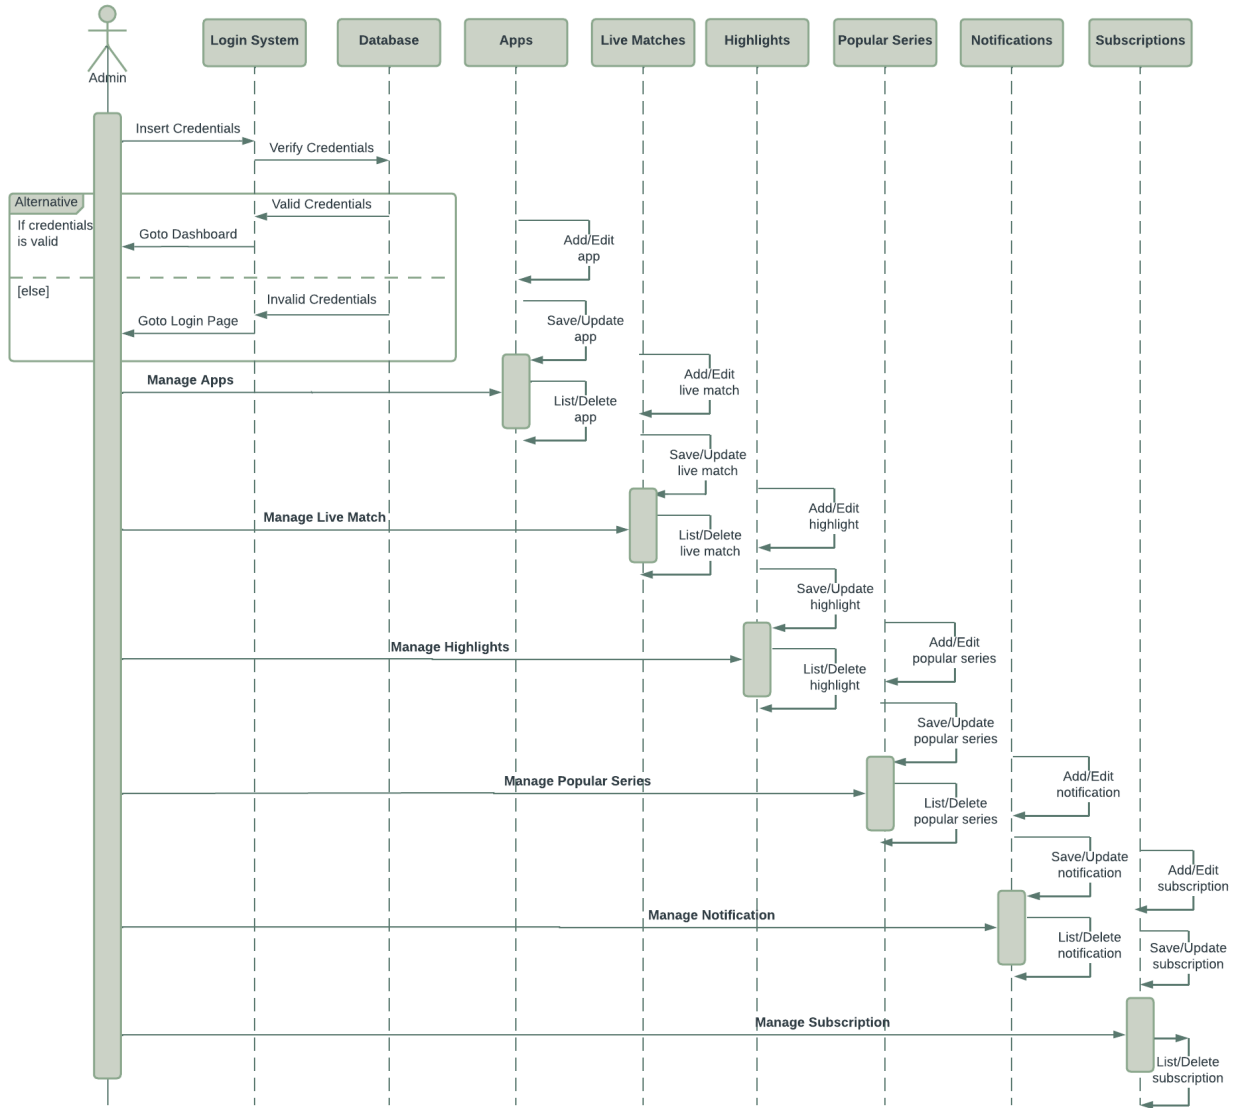 Login System
Database
Apps
Live Matches
Highlights
Popular Series
Notifications
Subscriptions
Admin
Insert Credentials
Verify Credentials
Alternative
Valid Credentials
If credentials
is valid
Goto Dashboard
Add/Edit
app
[else]
Invalid Credentials
Goto Login Page
Save/Update
app
Manage Apps
List/Delete
app
Add/Edit
live match
Save/Update
live match
Manage Live Match
List/Delete
live match
Add/Edit
highlight
Save/Update
highlight
Manage Highlights
List/Delete
highlight
Add/Edit
popular series
Save/Update
popular series
Manage Popular Series
List/Delete
popular series
Add/Edit
notification
Save/Update
notification
Manage Notification
List/Delete
notification
Add/Edit
subscription
Save/Update
subscription
Manage Subscription
List/Delete
subscription